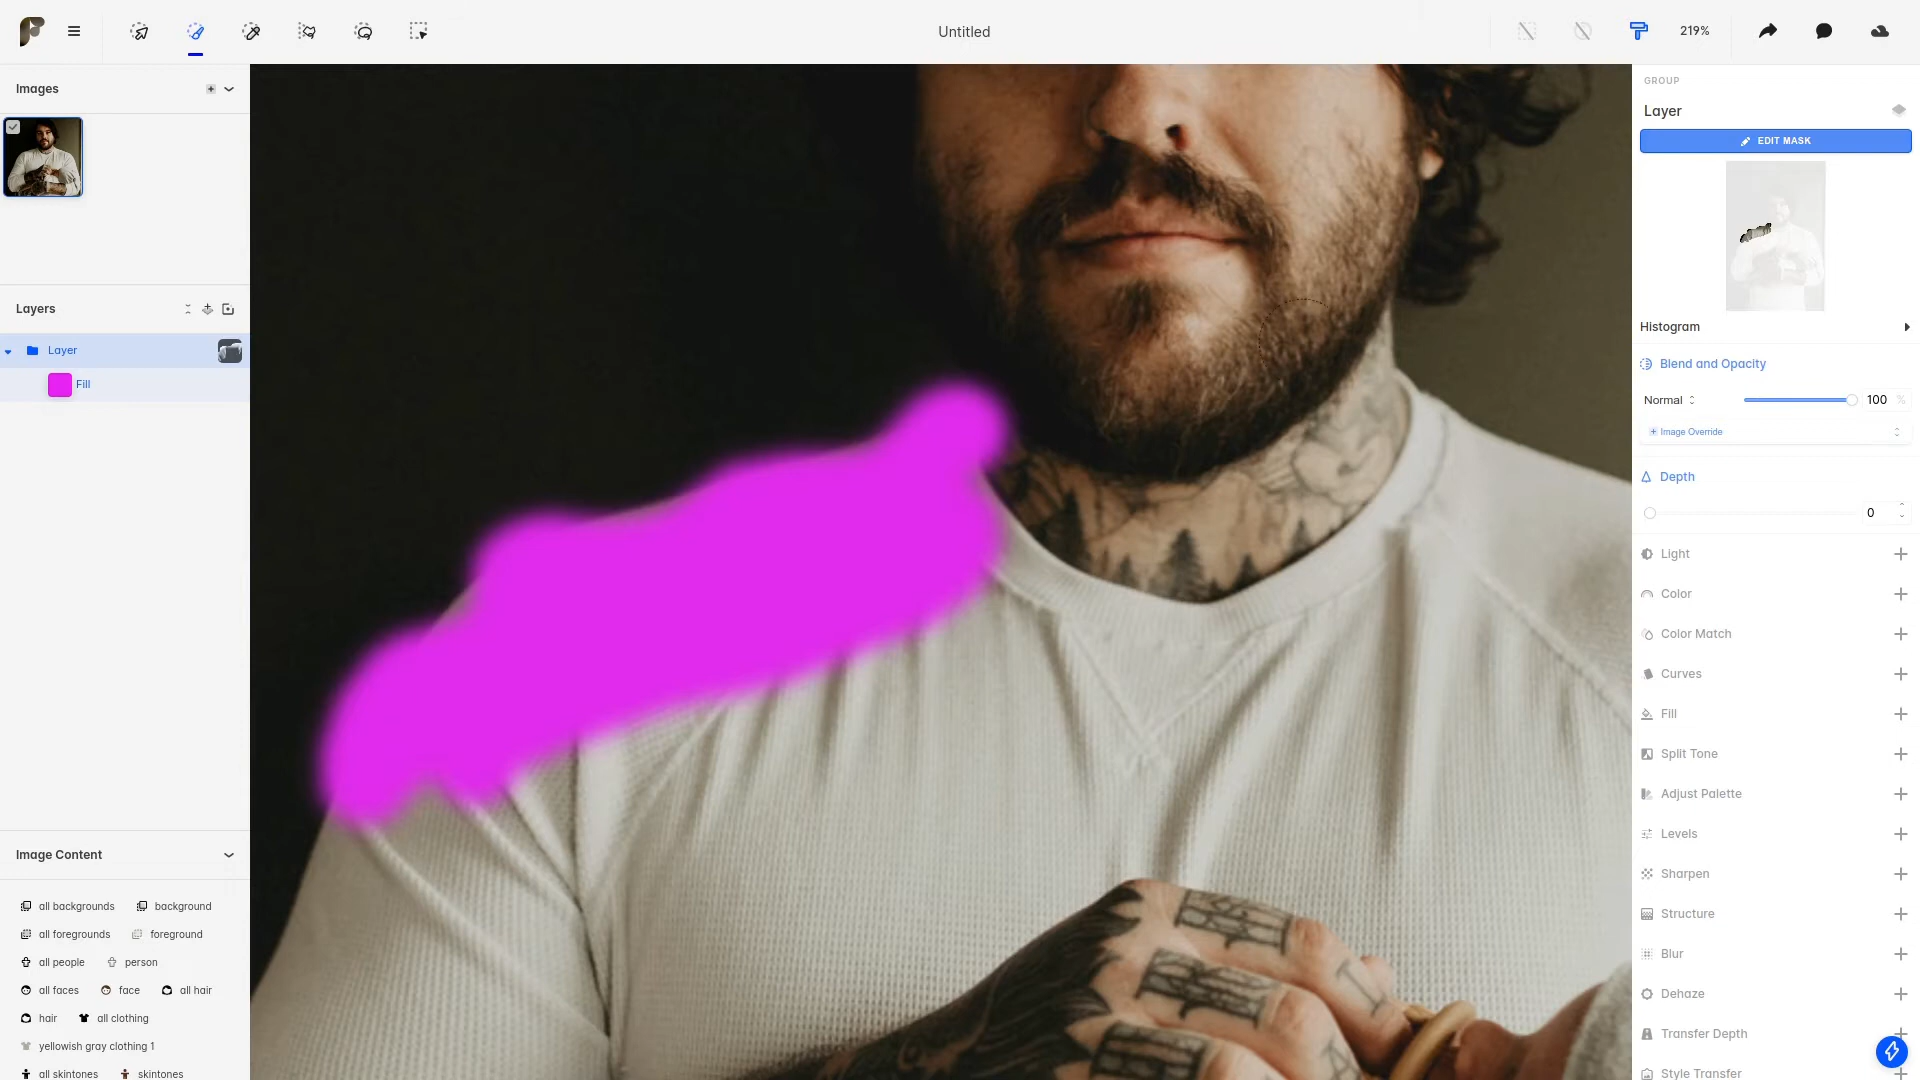 Untitled
219%
Images
Layers
Layer
Fill
Image Content
all backgrounds background
all foregrounds foreground
all people person
all faces face all hair
hair all clothing
yellowish gray clothing 1
all skintones skintones
GROUP
Layer
EDIT MASK
Histogram
Blend and Opacity
Normal 100 %
+ Image Override
Depth
0
Light
Color
Color Match
Curves
Fill
Split Tone
Adjust Palette
Levels
Sharpen
Structure
Blur
Dehaze
Transfer Depth
Style Transfer